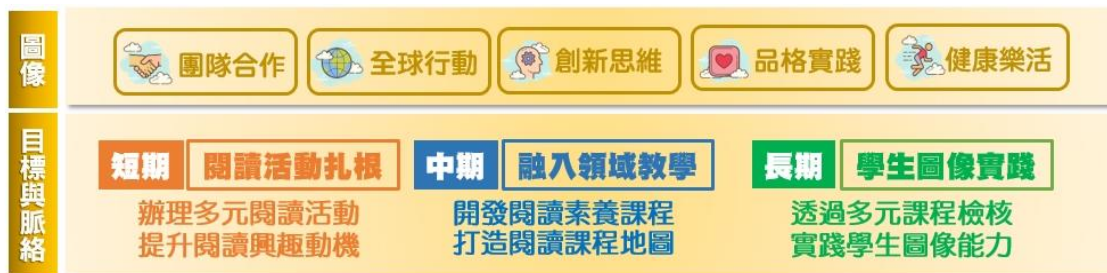 圖像
團隊合作
全球行動
創新思維
品格實踐
健康樂活
目標與脈絡
短期 閱讀活動扎根
辦理多元閱讀活動
提升閱讀興趣動機
中期 融入領域教學
開發閱讀素養課程
打造閱讀課程地圖
長期 學生圖像實踐
透過多元課程檢核
實踐學生圖像能力